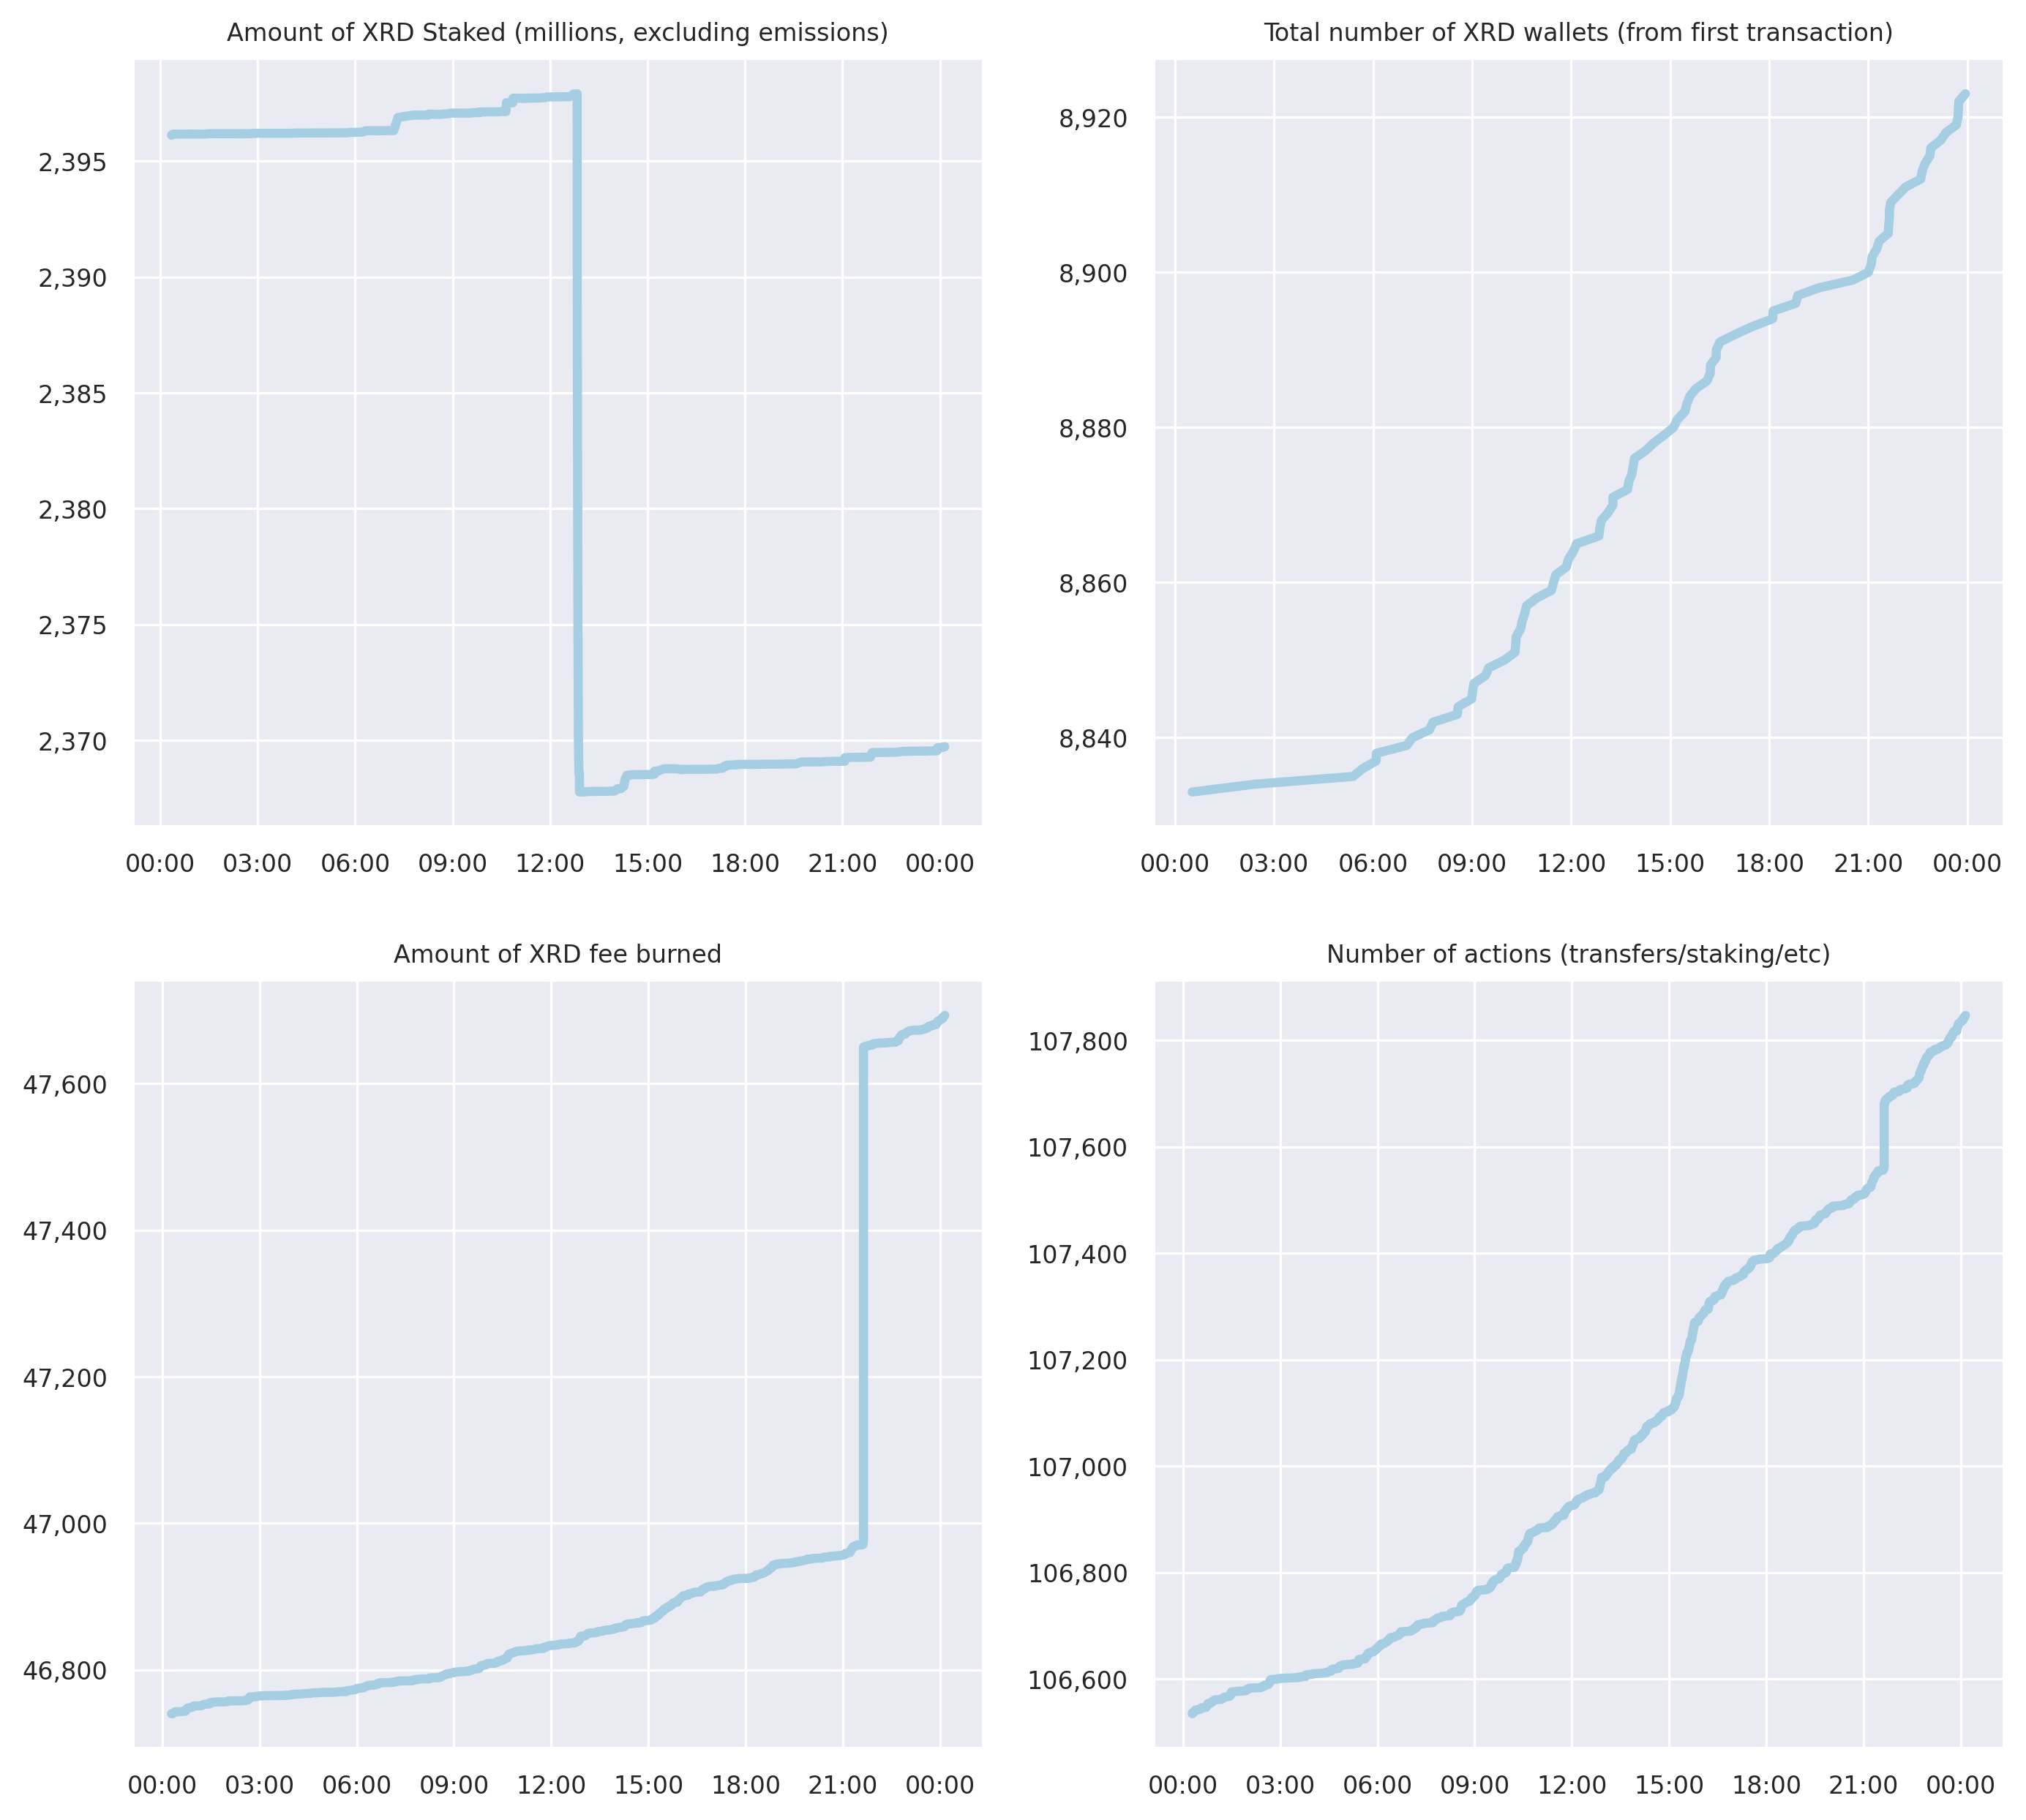 Amount of XRD Staked (millions, excluding emissions)
2,395
2,390
2,385
2,380
2,375
2,370
00:00 03:00 06:00 09:00 12:00 15:00 18:00 21:00 00:00
Total number of XRD wallets (from first transaction)
8,920
8,900
8,880
8,860
8,840
00:00 03:00 06:00 09:00 12:00 15:00 18:00 21:00 00:00
Amount of XRD fee burned
47,600
47,400
47,200
47,000
46,800
00:00 03:00 06:00 09:00 12:00 15:00 18:00 21:00 00:00
Number of actions (transfers/staking/etc)
107,800
107,600
107,400
107,200
107,000
106,800
106,600
00:00 03:00 06:00 09:00 12:00 15:00 18:00 21:00 00:00